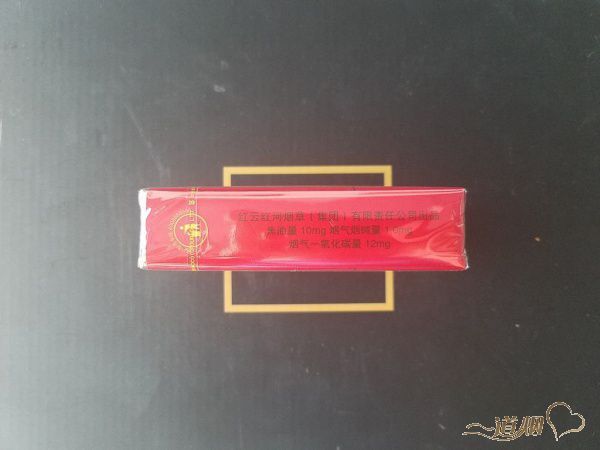 红云红河烟草（集团）有限责任公司出品
焦油量 10mg 烟气烟碱量 1.0mg
烟气一氧化碳量 12mg
一道烟